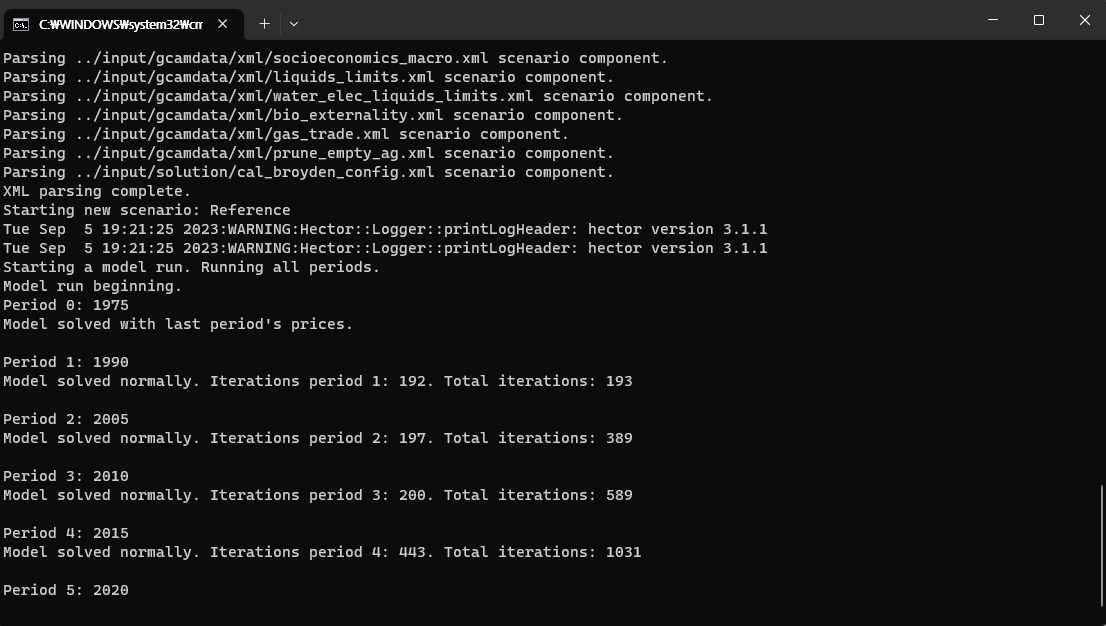 C:₩WINDOWS₩system32₩cm
Parsing ../input/gcamdata/xml/socioeconomics_macro.xml scenario component.
Parsing ../input/gcamdata/xml/liquids_limits.xml scenario component.
Parsing ../input/gcamdata/xml/water_elec_liquids_limits.xml scenario component.
Parsing ../input/gcamdata/xml/bio_externality.xml scenario component.
Parsing ../input/gcamdata/xml/gas_trade.xml scenario component.
Parsing ../input/gcamdata/xml/prune_empty_ag.xml scenario component.
Parsing ../input/solution/cal_broyden_config.xml scenario component.
XML parsing complete.
Starting new scenario: Reference
Tue Sep  5 19:21:25 2023:WARNING:Hector::Logger::printLogHeader: hector version 3.1.1
Tue Sep  5 19:21:25 2023:WARNING:Hector::Logger::printLogHeader: hector version 3.1.1
Starting a model run. Running all periods.
Model run beginning.
Period 0: 1975
Model solved with last period's prices.
Period 1: 1990
Model solved normally. Iterations period 1: 192. Total iterations: 193
Period 2: 2005
Model solved normally. Iterations period 2: 197. Total iterations: 389
Period 3: 2010
Model solved normally. Iterations period 3: 200. Total iterations: 589
Period 4: 2015
Model solved normally. Iterations period 4: 443. Total iterations: 1031
Period 5: 2020